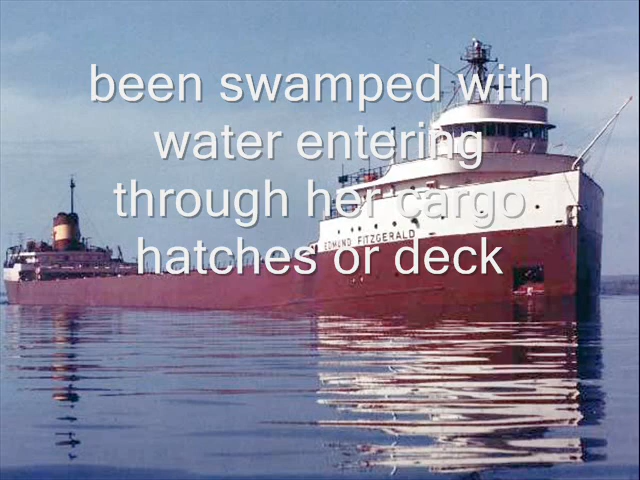 been swamped with
water entering
through her cargo
hatches or deck
EDMUND FITZGERALD